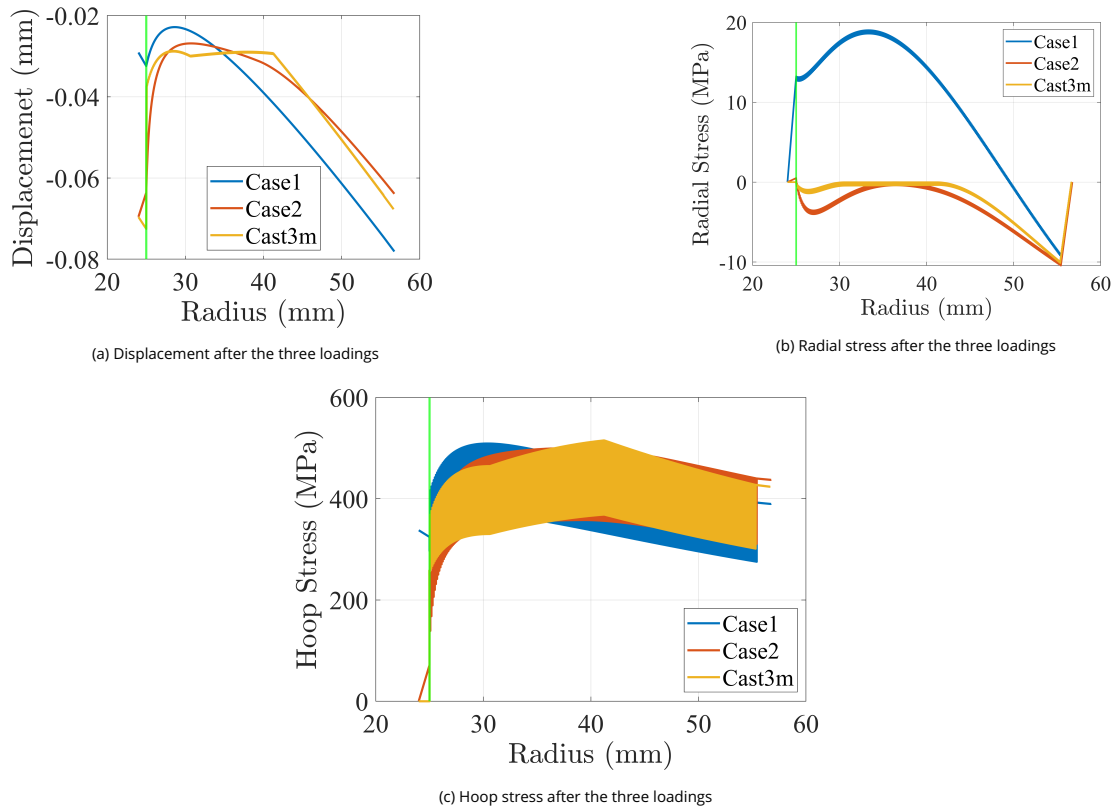 -0.02
-0.04
-0.06
-0.08
Displacemenet (mm)
20
30
40
50
60
Radius (mm)
Case1
Case2
Cast3m
(a) Displacement after the three loadings
20
10
0
-10
Radial Stress (MPa)
20
30
40
50
60
Radius (mm)
Case1
Case2
Cast3m
(b) Radial stress after the three loadings
600
400
200
0
Hoop Stress (MPa)
20
30
40
50
60
Radius (mm)
Case1
Case2
Cast3m
(c) Hoop stress after the three loadings